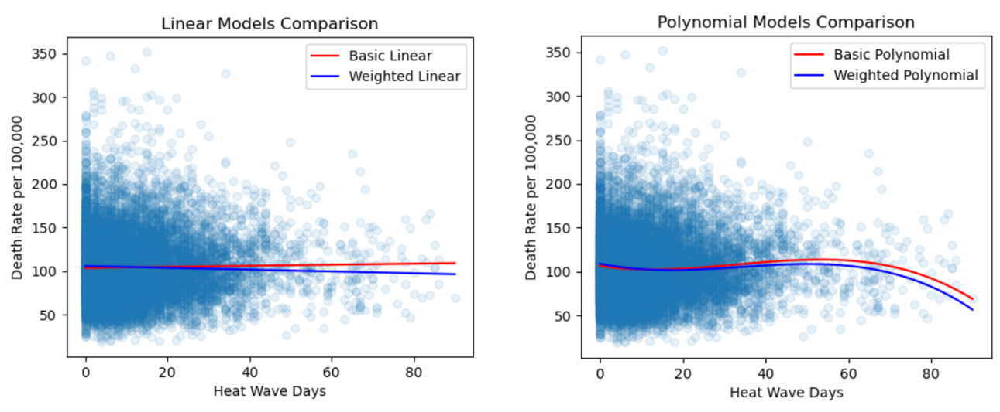 Linear Models Comparison
Basic Linear
Weighted Linear
350
300
250
200
150
100
50
Death Rate per 100,000
0
20
40
60
80
Heat Wave Days
Polynomial Models Comparison
Basic Polynomial
Weighted Polynomial
350
300
250
200
150
100
50
Death Rate per 100,000
0
20
40
60
80
Heat Wave Days